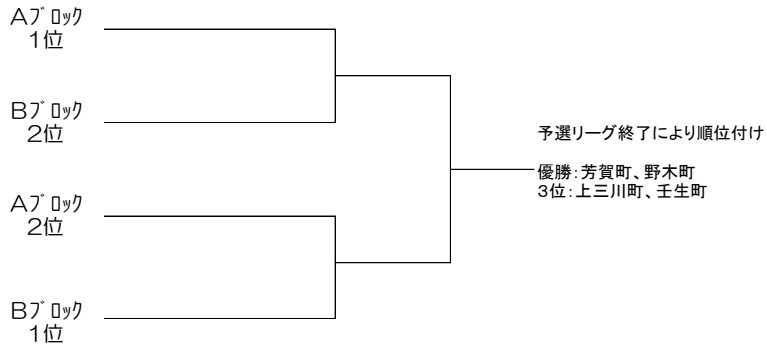 Aﾌﾞﾛｯｸ
1位
Bﾌﾞﾛｯｸ
2位
Aﾌﾞﾛｯｸ
2位
Bﾌﾞﾛｯｸ
1位
予選リーグ終了により順位付け
優勝：芳賀町、野木町
3位：上三川町、壬生町